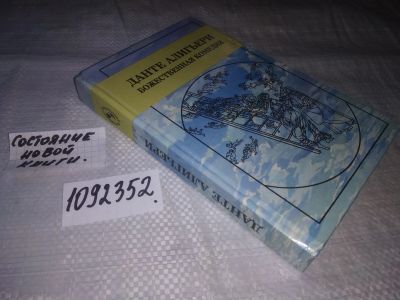 ДАНТЕ АЛИГЬЕРИ
БОЖЕСТВЕННАЯ КОМЕДИЯ
ДАНТЕ АЛИГЬЕРИ
СОСТОЯНИЕ
НОВОЙ
КНИГИ.
1092352.